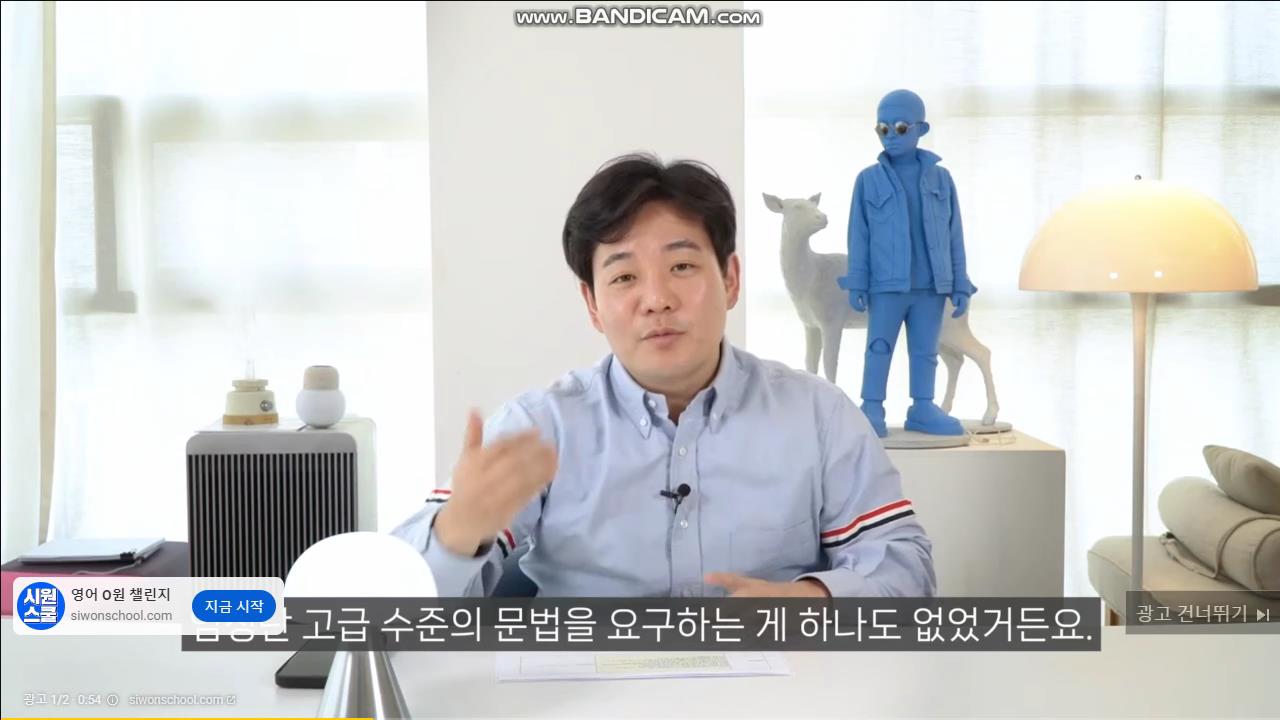 www.BANDICAM.com
시원
스쿨
영어 0원 챌린지
siwonschool.com
지금 시작
고급 수준의 문법을 요구하는 게 하나도 없었거든요.
광고 건너뛰기
광고 1/2 · 0:54
siwonschool.com